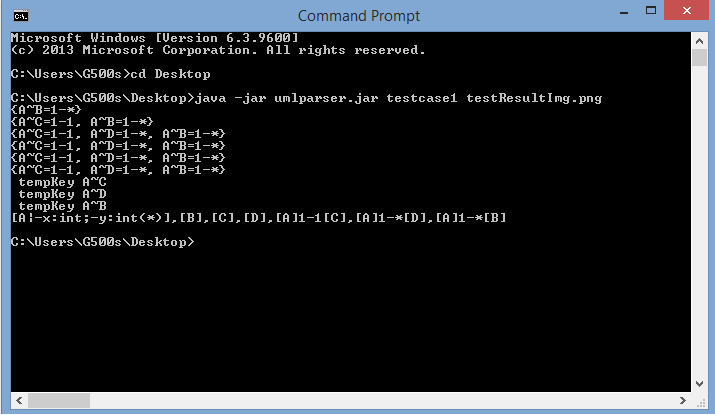 Command Prompt
Microsoft Windows [Version 6.3.9600]
(c) 2013 Microsoft Corporation. All rights reserved.
C:\Users\G500s>cd Desktop
C:\Users\G500s\Desktop>java -jar umlparser.jar testcase1 testResultImg.png
{A~B=1-*}
{A~C=1-1, A~B=1-*}
{A~C=1-1, A~D=1-*, A~B=1-*}
{A~C=1-1, A~D=1-*, A~B=1-*}
{A~C=1-1, A~D=1-*, A~B=1-*}
{A~C=1-1, A~D=1-*, A~B=1-*}
tempKey A~C
tempKey A~D
tempKey A~B
[A|-x:int;-y:int(*)],[B],[C],[D],[A]1-1[C],[A]1-*[D],[A]1-*[B]
C:\Users\G500s\Desktop>